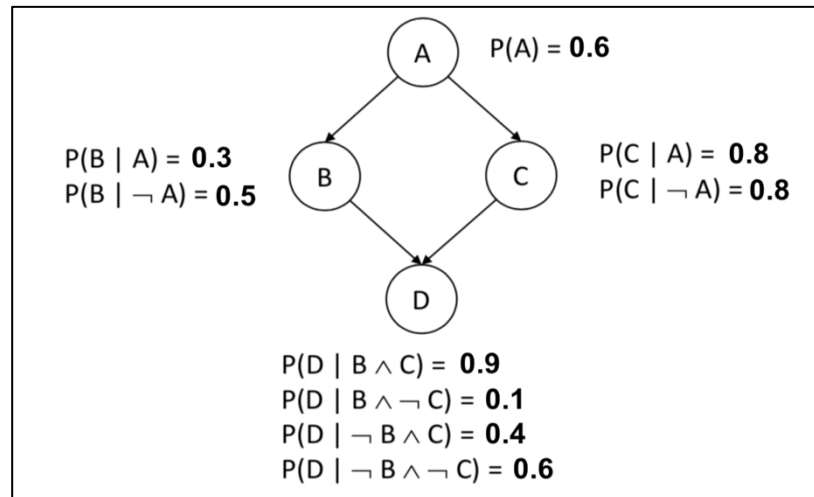 A
P(A) = 0.6
P(B | A) = 0.3
P(B | ¬ A) = 0.5
B
C
P(C | A) = 0.8
P(C | ¬ A) = 0.8
D
P(D | B ∧ C) = 0.9
P(D | B ∧ ¬ C) = 0.1
P(D | ¬ B ∧ C) = 0.4
P(D | ¬ B ∧ ¬ C) = 0.6